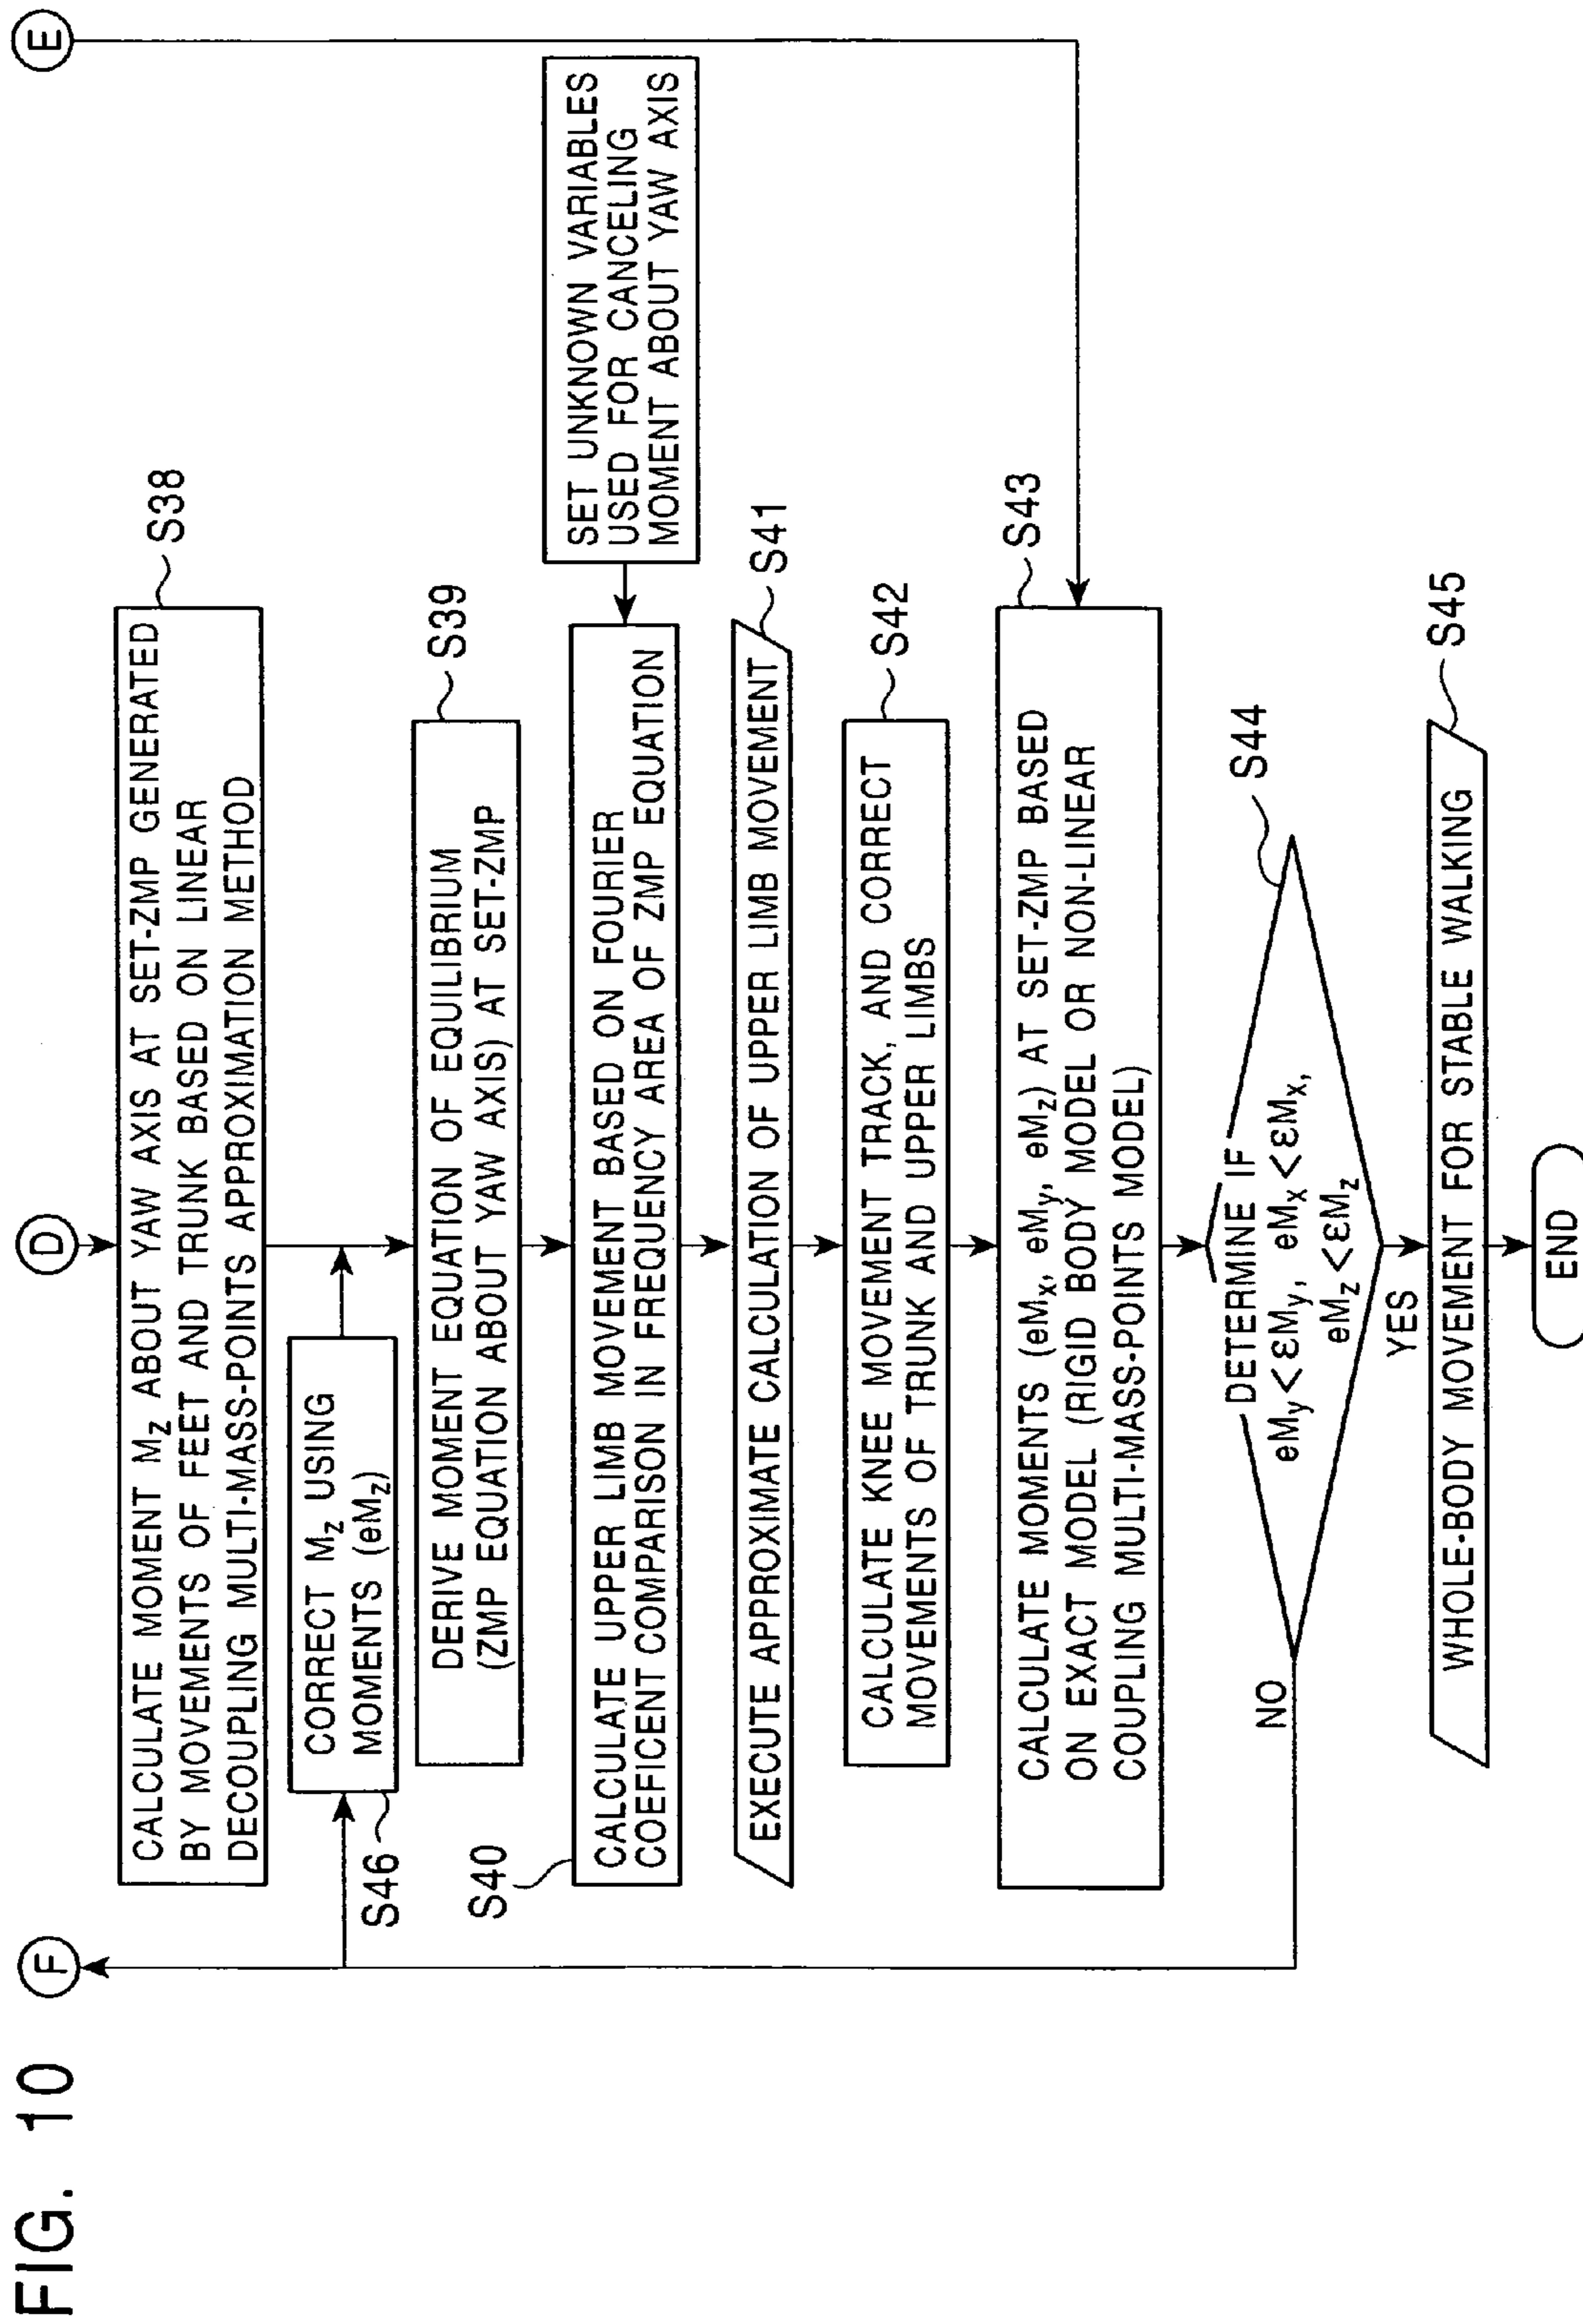 FIG. 10
F
D
E
CALCULATE MOMENT Mz ABOUT YAW AXIS AT SET-ZMP GENERATED
BY MOVEMENTS OF FEET AND TRUNK BASED ON LINEAR
DECOUPLING MULTI-MASS-POINTS APPROXIMATION METHOD
S38
CORRECT Mz USING
MOMENTS (eMz)
S46
DERIVE MOMENT EQUATION OF EQUILIBRIUM
(ZMP EQUATION ABOUT YAW AXIS) AT SET-ZMP
S39
SET UNKNOWN VARIABLES
USED FOR CANCELING
MOMENT ABOUT YAW AXIS
S40
CALCULATE UPPER LIMB MOVEMENT BASED ON FOURIER
COEFICIENT COMPARISON IN FREQUENCY AREA OF ZMP EQUATION
EXECUTE APPROXIMATE CALCULATION OF UPPER LIMB MOVEMENT
S41
CALCULATE KNEE MOVEMENT TRACK, AND CORRECT
MOVEMENTS OF TRUNK AND UPPER LIMBS
S42
CALCULATE MOMENTS (eMx, eMy, eMz) AT SET-ZMP BASED
ON EXACT MODEL (RIGID BODY MODEL OR NON-LINEAR
COUPLING MULTI-MASS-POINTS MODEL)
S43
DETERMINE IF
eMy<εMy, eMx<εMx,
eMz<εMz
S44
NO
YES
WHOLE-BODY MOVEMENT FOR STABLE WALKING
S45
END